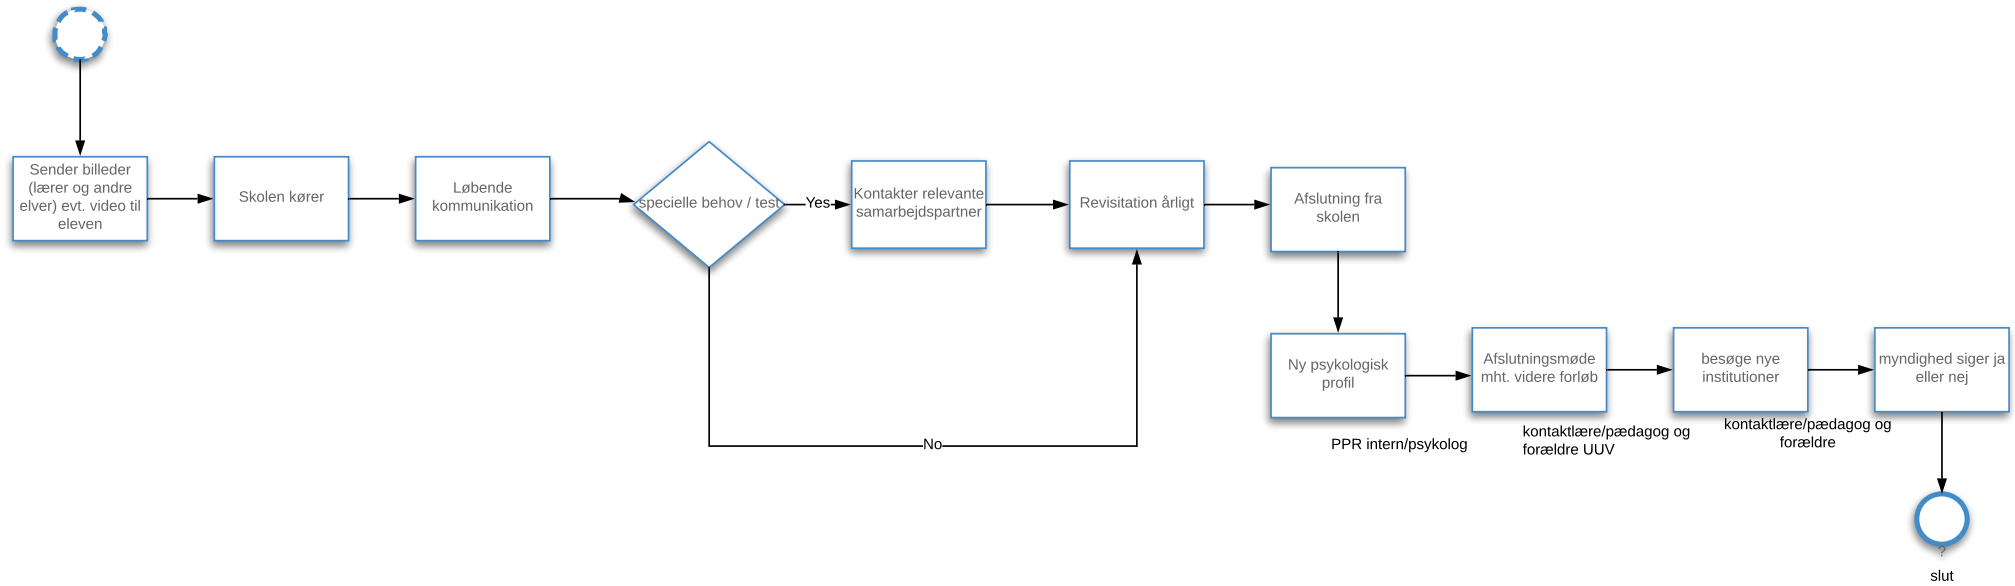 Sender billeder
(lærer og andre
elver) evt. video til
eleven
Skolen kører
Løbende
kommunikation
specielle behov / test
Yes
Kontakter relevante
samarbejdspartner
Revisitation årligt
Afslutning fra
skolen
No
Ny psykologisk
profil
PPR intern/psykolog
Afslutningsmøde
mht. videre forløb
kontaktlære/pædagog og
forældre UUV
besøge nye
institutioner
kontaktlære/pædagog og
forældre
myndighed siger ja
eller nej
?
slut